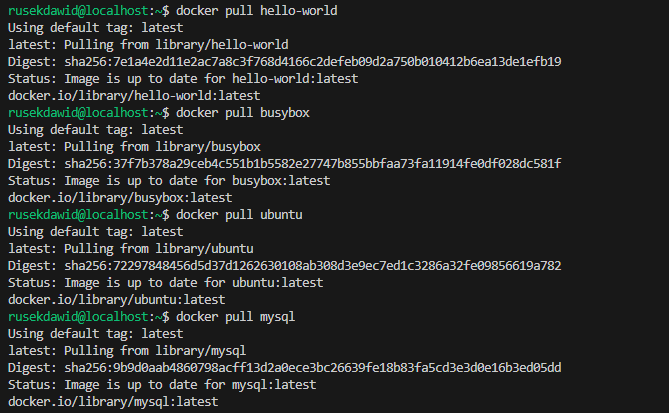 rusekdawid@localhost:~$ docker pull hello-world
Using default tag: latest
latest: Pulling from library/hello-world
Digest: sha256:7e1a4e2d11e2ac7a8c3f768d4166c2defeb09d2a750b010412b6ea13de1efb19
Status: Image is up to date for hello-world:latest
docker.io/library/hello-world:latest
rusekdawid@localhost:~$ docker pull busybox
Using default tag: latest
latest: Pulling from library/busybox
Digest: sha256:37f7b378a29ceb4c551b1b5582e27747b855bbfaa73fa11914fe0df028dc581f
Status: Image is up to date for busybox:latest
docker.io/library/busybox:latest
rusekdawid@localhost:~$ docker pull ubuntu
Using default tag: latest
latest: Pulling from library/ubuntu
Digest: sha256:72297848456d5d37d1262630108ab308d3e9ec7ed1c3286a32fe09856619a782
Status: Image is up to date for ubuntu:latest
docker.io/library/ubuntu:latest
rusekdawid@localhost:~$ docker pull mysql
Using default tag: latest
latest: Pulling from library/mysql
Digest: sha256:9b9d0aab4860798acff13d2a0ece3bc26639fe18b83fa5cd3e3d0e16b3ed05dd
Status: Image is up to date for mysql:latest
docker.io/library/mysql:latest